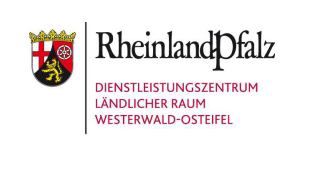 Rheinlandpfalz
DIENSTLEISTUNGSZENTRUM
LÄNDLICHER RAUM
WESTERWALD-OSTEIFEL